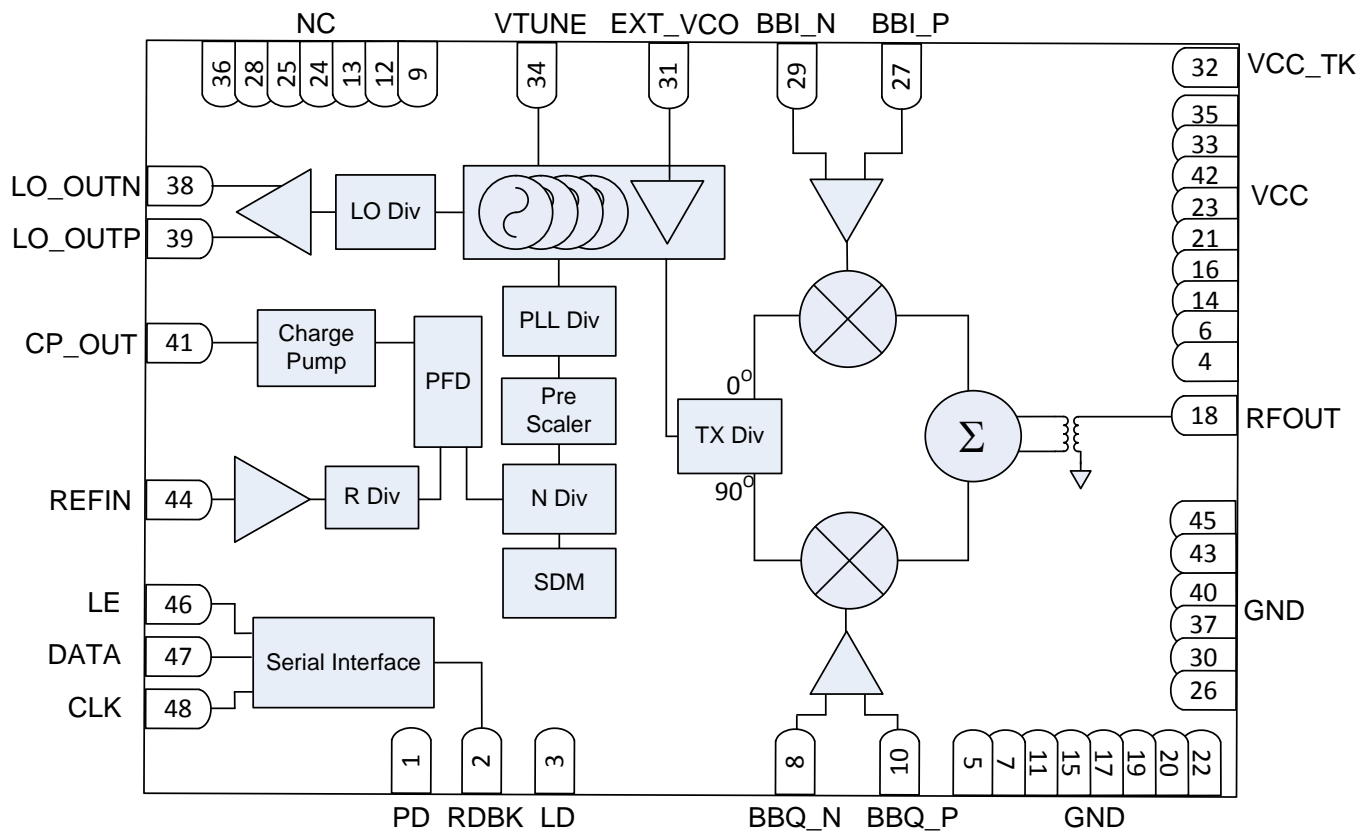 NC VTUNE EXT_VCO BBI_N BBI_P
36 28 25 24 13 12 9 34 31 29 27
32 VCC_TK
35
33
42
23
21
16
14
6
4
VCC
LO_OUTN 38
LO_OUTP 39
LO Div
CP_OUT 41
Charge
Pump
PFD
PLL Div
Pre
Scaler
N Div
SDM
0O
TX Div
90O
Σ
18 RFOUT
REFIN 44
R Div
LE 46
DATA 47
CLK 48
Serial Interface
45
43
40
37
30
26
GND
1 2 3 8 10 5 7 11 15 17 19 20 22
PD RDBK LD BBQ_N BBQ_P GND